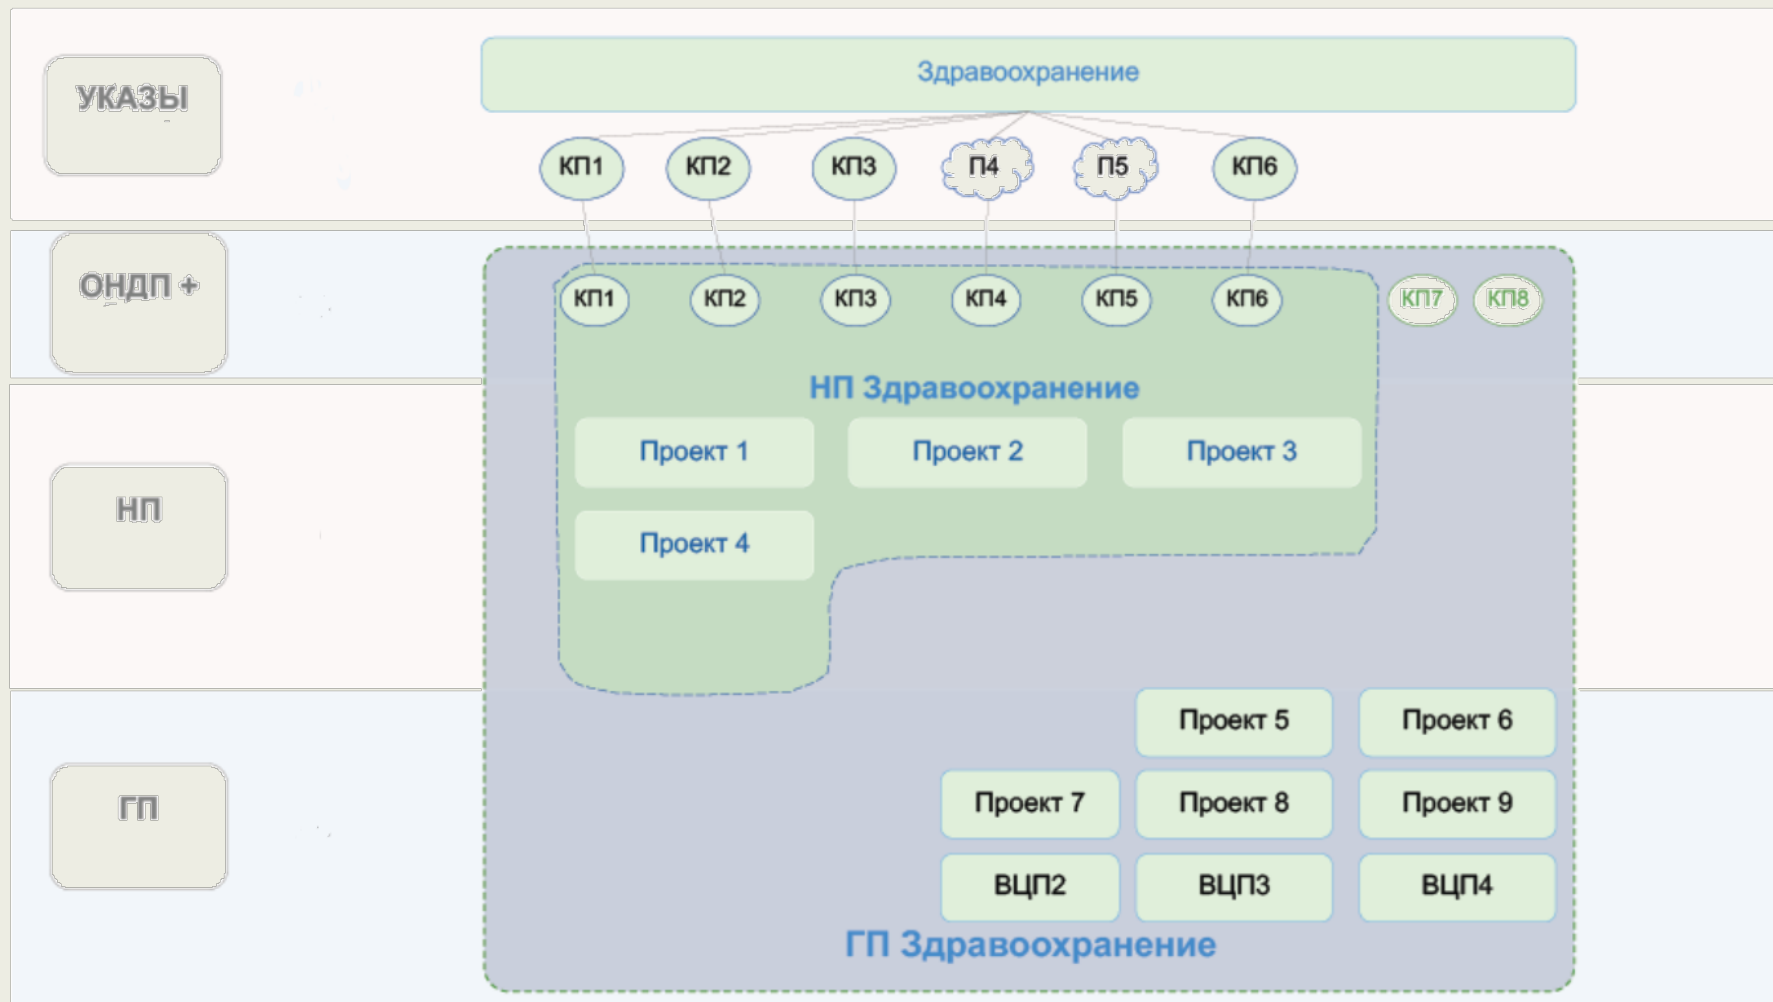 УКАЗЫ
Здравоохранение
КП1
КП2
КП3
П4
П5
КП6
ОНДП +
КП1
КП2
КП3
КП4
КП5
КП6
КП7
КП8
НП Здравоохранение
НП
Проект 1
Проект 2
Проект 3
Проект 4
ГП
Проект 5
Проект 6
Проект 7
Проект 8
Проект 9
ВЦП2
ВЦП3
ВЦП4
ГП Здравоохранение